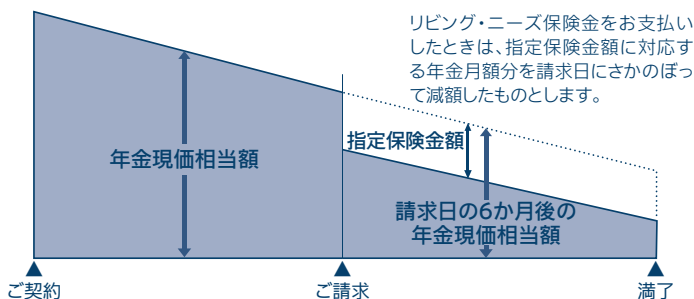 リビング・ニーズ保険金をお支払い
したときは、指定保険金額に対応す
る年金月額分を請求日にさかのぼっ
て減額したものとします。
指定保険金額
年金現価相当額
請求日の6か月後の
年金現価相当額
ご契約
ご請求
満了